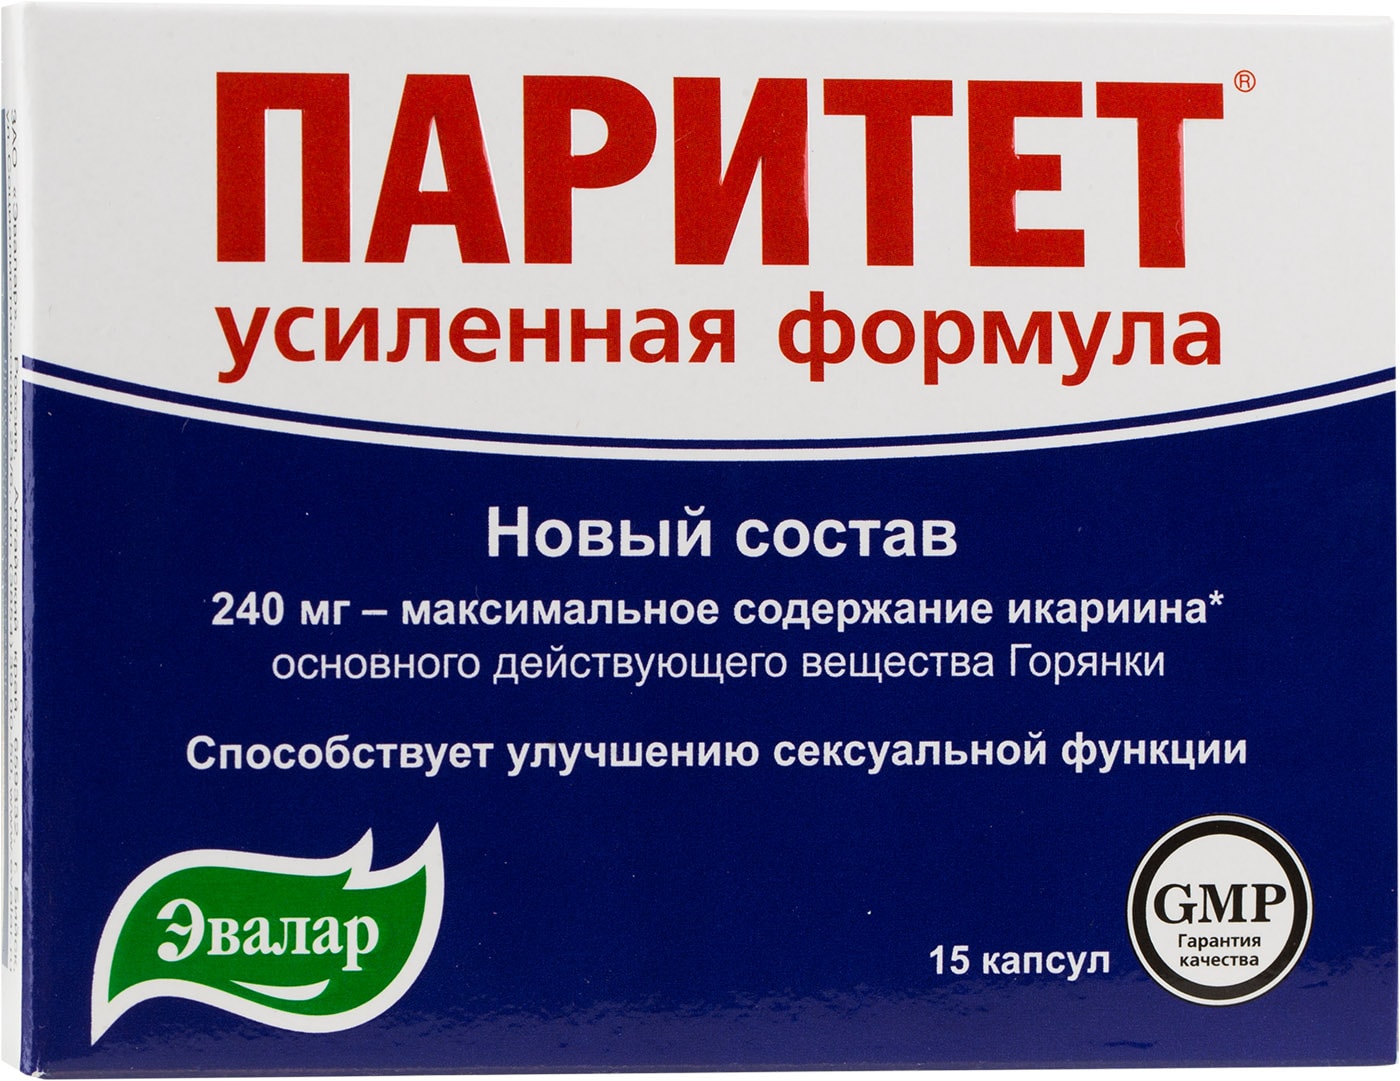 ПАРИТЕТ®
усиленная формула
Новый состав
240 мг – максимальное содержание икариина*
основного действующего вещества Горянки
Способствует улучшению сексуальной функции
Эвалар
15 капсул
GMP
Гарантия
качества